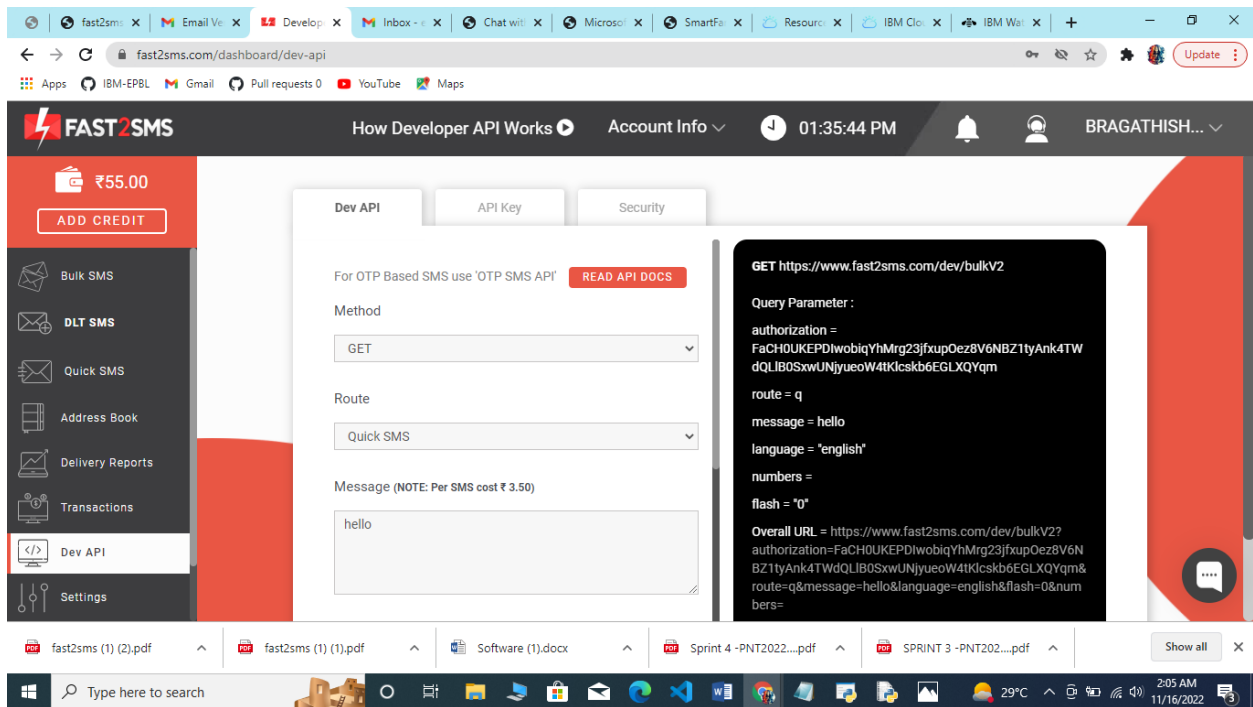 fast2sms
Email Ve
Develop
Inbox - e
Chat wit
Microsof
SmartFa
Resourc
IBM Clo
IBM Wat
fast2sms.com/dashboard/dev-api
Update
Apps
IBM-EPBL
Gmail
Pull requests 0
YouTube
Maps
FAST2SMS
How Developer API Works
Account Info
01:35:44 PM
BRAGATHISH...
₹55.00
ADD CREDIT
Bulk SMS
DLT SMS
Quick SMS
Address Book
Delivery Reports
Transactions
Dev API
Settings
Dev API
API Key
Security
For OTP Based SMS use 'OTP SMS API'
READ API DOCS
Method
GET
Route
Quick SMS
Message (NOTE: Per SMS cost ₹ 3.50)
hello
GET https://www.fast2sms.com/dev/bulkV2
Query Parameter :
authorization =
FaCH0UKEPDIwobiqYhMrg23jfxupOez8V6NBZ1tyAnk4TW
dQLlB0SxwUNjyueoW4tKlcskb6EGLXQYqm
route = q
message = hello
language = "english"
numbers =
flash = "0"
Overall URL = https://www.fast2sms.com/dev/bulkV2?
authorization=FaCH0UKEPDIwobiqYhMrg23jfxupOez8V6N
BZ1tyAnk4TWdQLlB0SxwUNjyueoW4tKlcskb6EGLXQYqm&
route=q&message=hello&language=english&flash=0&num
bers=
fast2sms (1) (2).pdf
fast2sms (1) (1).pdf
Software (1).docx
Sprint 4 -PNT2022....pdf
SPRINT 3 -PNT202....pdf
Show all
Type here to search
29°C
2:05 AM
11/16/2022
3